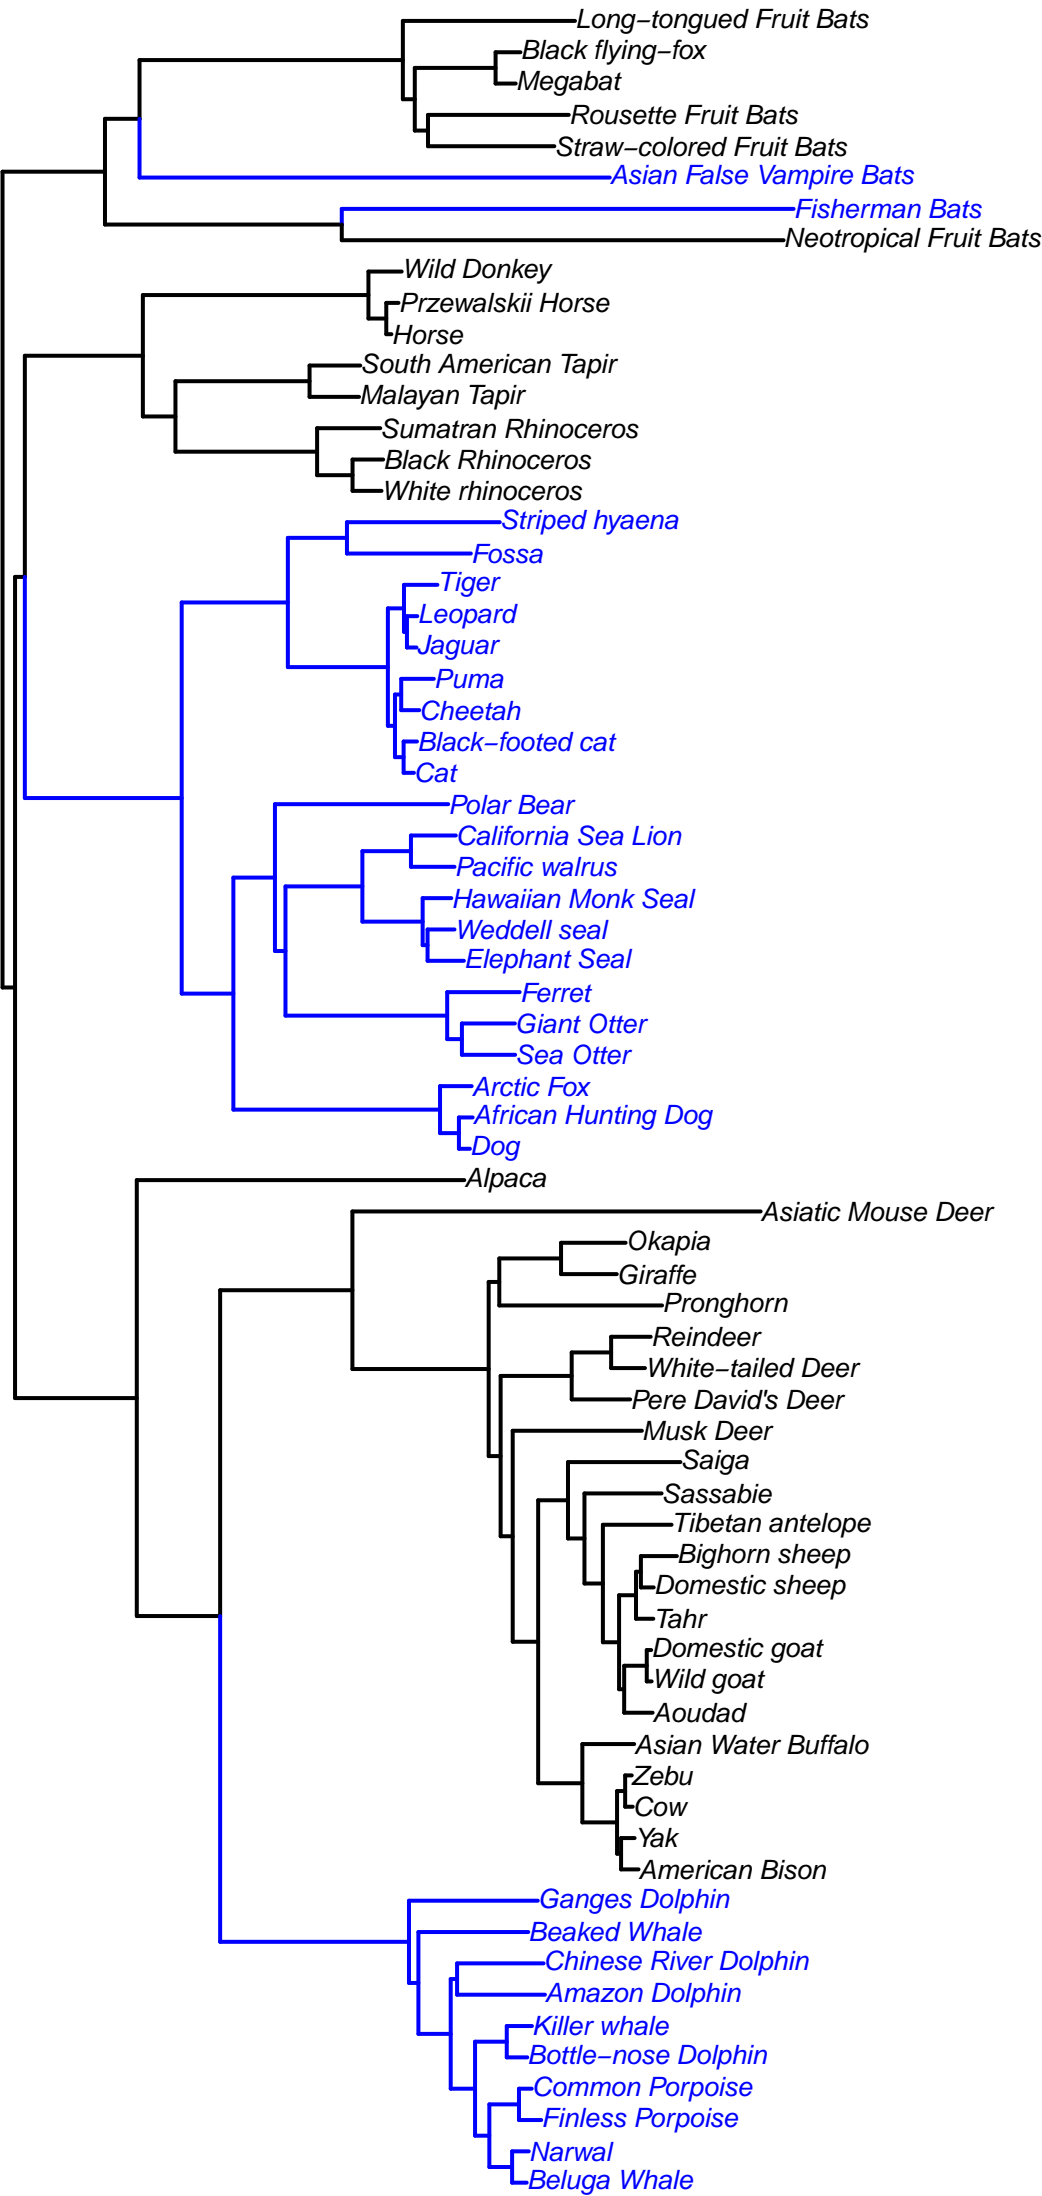 Long−tongued Fruit Bats
Black flying−fox
Megabat
Rousette Fruit Bats
Straw−colored Fruit Bats
Asian False Vampire Bats
Fisherman Bats
Neotropical Fruit Bats
Wild Donkey
Przewalskii Horse
Horse
South American Tapir
Malayan Tapir
Sumatran Rhinoceros
Black Rhinoceros
White rhinoceros
Striped hyaena
Fossa
Tiger
Leopard
Jaguar
Puma
Cheetah
Black−footed cat
Cat
Polar Bear
California Sea Lion
Pacific walrus
Hawaiian Monk Seal
Weddell seal
Elephant Seal
Ferret
Giant Otter
Sea Otter
Arctic Fox
African Hunting Dog
Dog
Alpaca
Asiatic Mouse Deer
Okapia
Giraffe
Pronghorn
Reindeer
White−tailed Deer
Pere David's Deer
Musk Deer
Saiga
Sassabie
Tibetan antelope
Bighorn sheep
Domestic sheep
Tahr
Domestic goat
Wild goat
Aoudad
Asian Water Buffalo
Zebu
Cow
Yak
American Bison
Ganges Dolphin
Beaked Whale
Chinese River Dolphin
Amazon Dolphin
Killer whale
Bottle−nose Dolphin
Common Porpoise
Finless Porpoise
Narwal
Beluga Whale